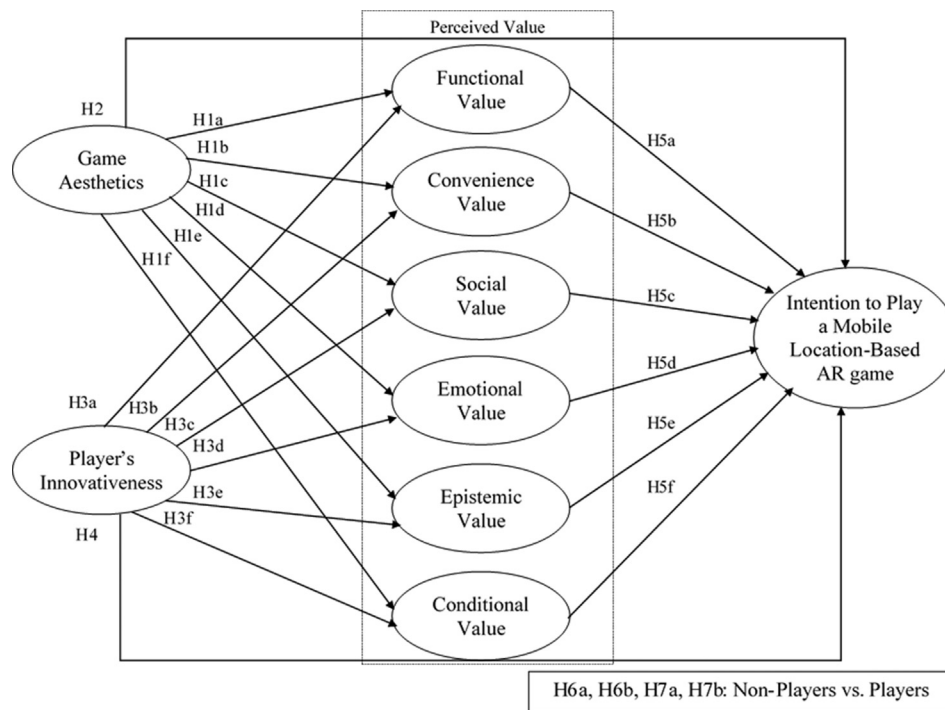 Perceived Value
Functional
Value
H2
H1a
H5a
H1b
Game
Aesthetics
Convenience
Value
H1c
H1d
H5b
H1e
H1f
Social
Value
H5c
Intention to Play
a Mobile
Location-Based
AR game
H5d
Emotional
Value
H3a
H3b
H3c
H3d
H5e
Player's
Innovativeness
H3e
Epistemic
Value
H5f
H3f
H4
Conditional
Value
H6a, H6b, H7a, H7b: Non-Players vs. Players